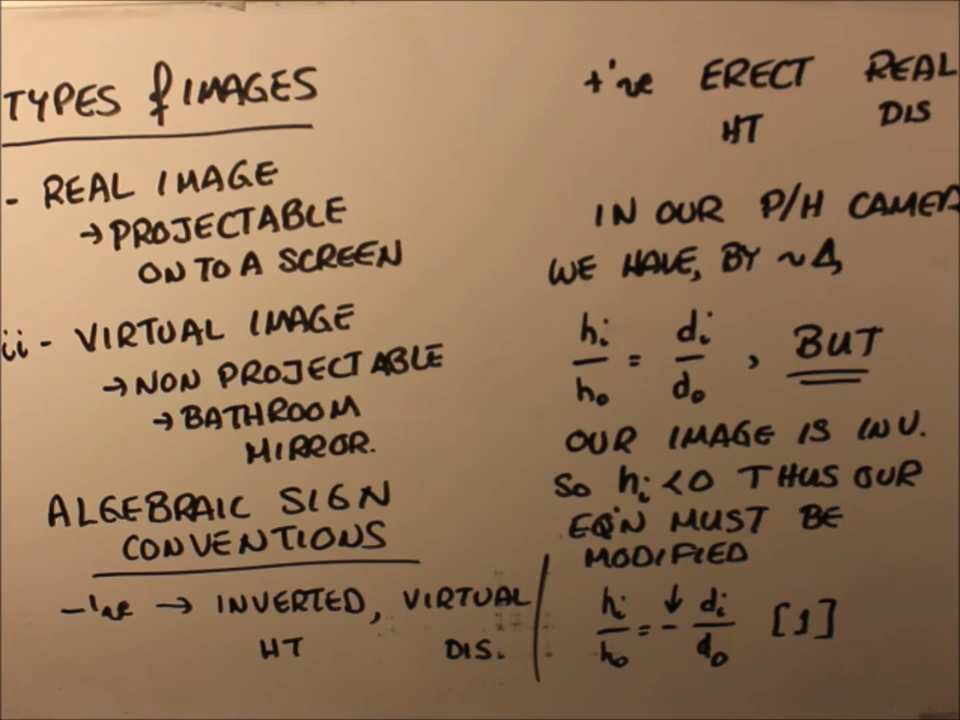 TYPES of IMAGES
- REAL IMAGE
→ PROJECTABLE
ON TO A SCREEN
ii - VIRTUAL IMAGE
→ NON PROJECTABLE
→ BATHROOM
MIRROR.
ALGEBRAIC SIGN
CONVENTIONS
-'ve → INVERTED, VIRTUAL
HT DIS.
+'ve ERECT REAL
HT DIS
IN OUR P/H CAMERA
WE HAVE, BY ~Δ,
hi/ho = di/do , BUT
OUR IMAGE IS INV.
SO hi <0 THUS OUR
EQ'N MUST BE
MODIFIED
↓
hi/ho = - di/do [1]